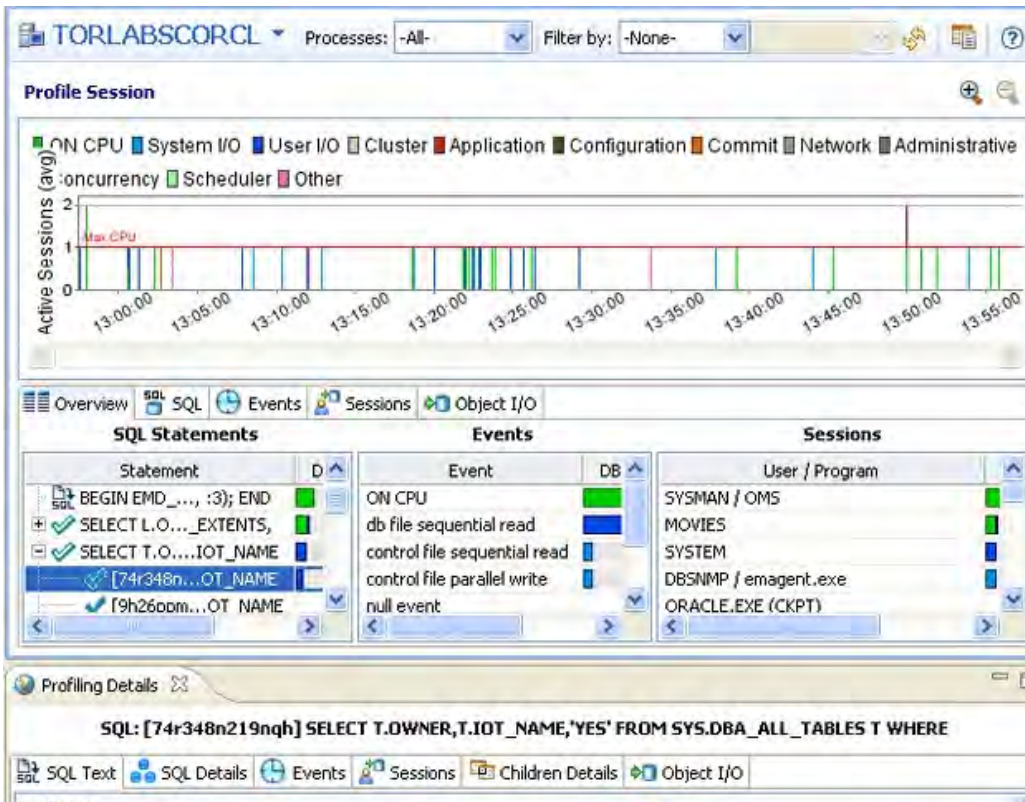 TORLABSCORCL Processes: -All- Filter by: -None-
Profile Session
ON CPU System I/O User I/O Cluster Application Configuration Commit Network Administrative
oncurrency Scheduler Other
Active Sessions (avg)
2
Max CPU
1
0
13:00:00 13:05:00 13:10:00 13:15:00 13:20:00 13:25:00 13:30:00 13:35:00 13:40:00 13:45:00 13:50:00 13:55:00
Overview SQL Events Sessions Object I/O
SQL Statements Events Sessions
Statement D Event DB User / Program
BEGIN EMD_..., :3); END ON CPU SYSMAN / OMS
SELECT L.O..._EXTENTS, db file sequential read MOVIES
SELECT T.O....IOT_NAME control file sequential read SYSTEM
[74r348n...OT_NAME control file parallel write DBSNMP / emagent.exe
[9h26ppm...OT_NAME null event ORACLE.EXE (CKPT)
Profiling Details
SQL: [74r348n219nqh] SELECT T.OWNER,T.IOT_NAME,'YES' FROM SYS.DBA_ALL_TABLES T WHERE
SQL Text SQL Details Events Sessions Children Details Object I/O